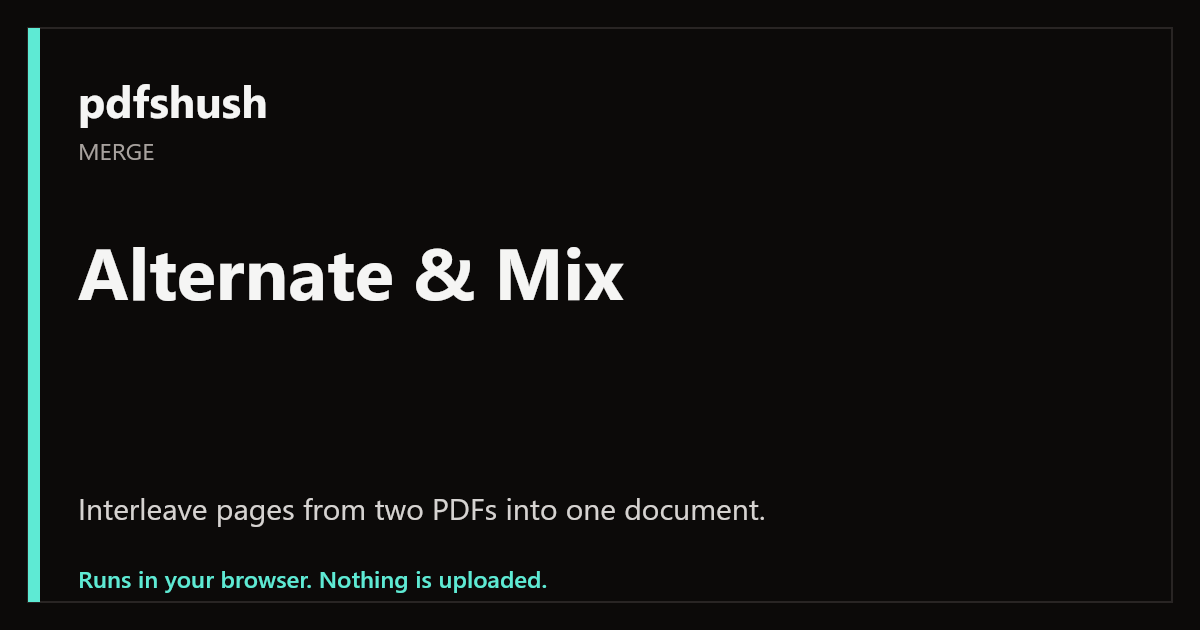 pdfshush
MERGE
Alternate & Mix
Interleave pages from two PDFs into one document.
Runs in your browser. Nothing is uploaded.